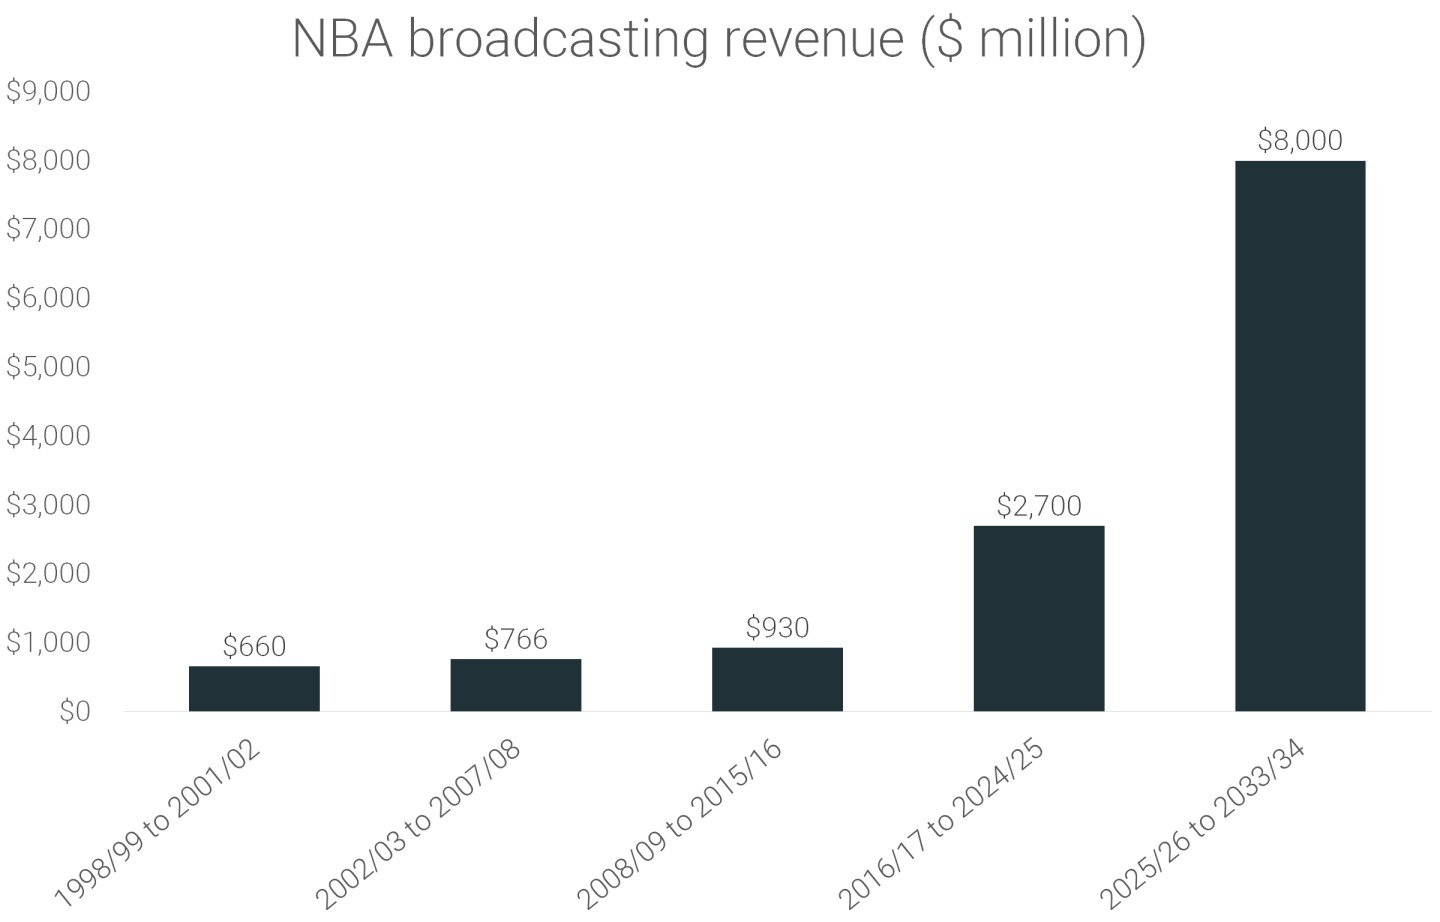 NBA broadcasting revenue ($ million)
$9,000
$8,000
$7,000
$6,000
$5,000
$4,000
$3,000
$2,000
$1,000
$0
$660
$766
$930
$2,700
$8,000
1998/99 to 2001/02
2002/03 to 2007/08
2008/09 to 2015/16
2016/17 to 2024/25
2025/26 to 2033/34